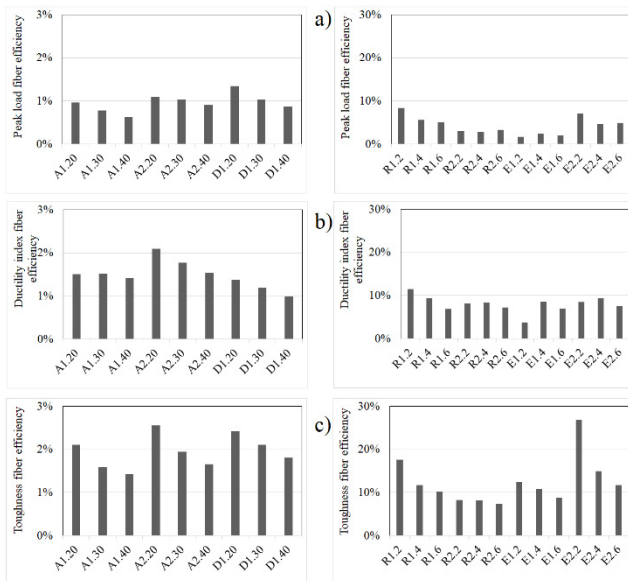 a)
Peak load fiber efficiency
3%
2%
1%
0%
A1.20 A1.30 A1.40 A2.20 A2.30 A2.40 D1.20 D1.30 D1.40
Peak load fiber efficiency
30%
20%
10%
0%
R1.2 R1.4 R1.6 R2.2 R2.4 R2.6 E1.2 E1.4 E1.6 E2.2 E2.4 E2.6
b)
Ductility index fiber
efficiency
3%
2%
1%
0%
A1.20 A1.30 A1.40 A2.20 A2.30 A2.40 D1.20 D1.30 D1.40
Ductility index fiber
efficiency
30%
20%
10%
0%
R1.2 R1.4 R1.6 R2.2 R2.4 R2.6 E1.2 E1.4 E1.6 E2.2 E2.4 E2.6
c)
Toughness fiber efficiency
3%
2%
1%
0%
A1.20 A1.30 A1.40 A2.20 A2.30 A2.40 D1.20 D1.30 D1.40
Toughness fiber efficiency
30%
20%
10%
0%
R1.2 R1.4 R1.6 R2.2 R2.4 R2.6 E1.2 E1.4 E1.6 E2.2 E2.4 E2.6